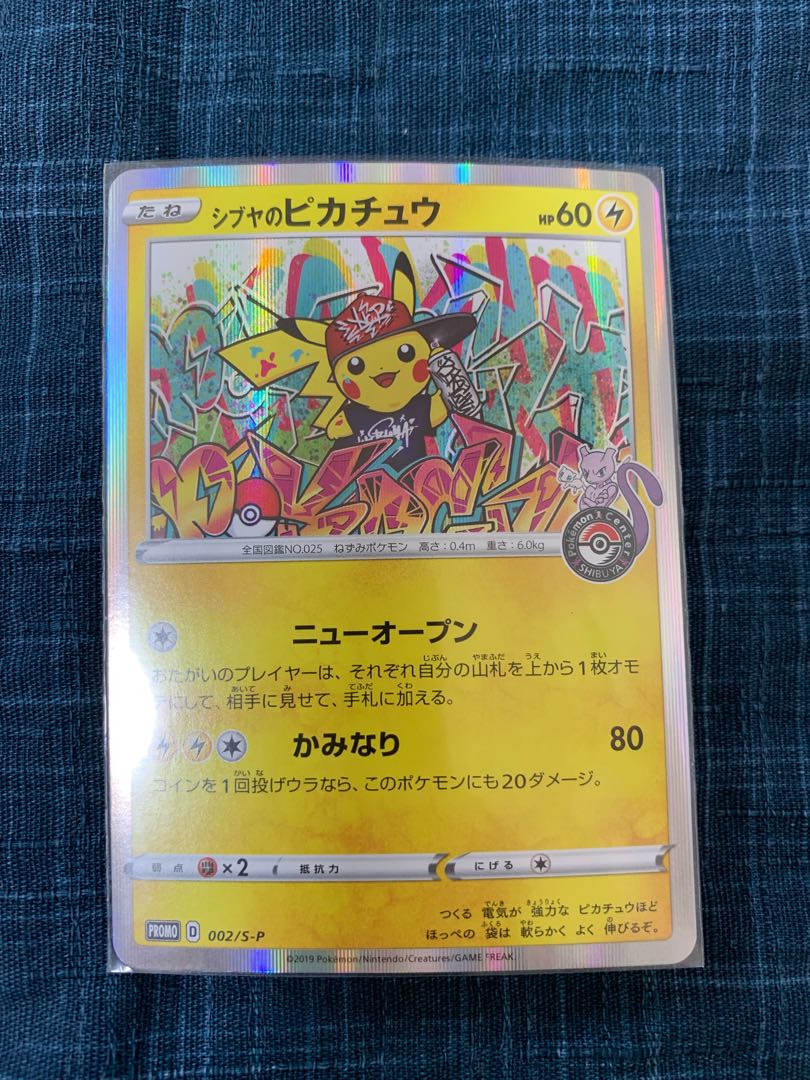 たね シブヤのピカチュウ HP60
Pokémon Center
SHIBUYA
全国図鑑NO.025 ねずみポケモン 高さ:0.4m 重さ:6.0kg
ニューオープン
おたがいのプレイヤーは、それぞれ自分の山札を上から1枚オモ
テにして、相手に見せて、手札に加える。
かみなり 80
コインを1回投げウラなら、このポケモンにも20ダメージ。
弱点 ×2 抵抗力 にげる
つくる 電気が 強力な ピカチュウほど
ほっぺの 袋は 軟らかく よく 伸びるぞ。
PROMO D 002/S-P
©2019 Pokémon/Nintendo/Creatures/GAME FREAK.